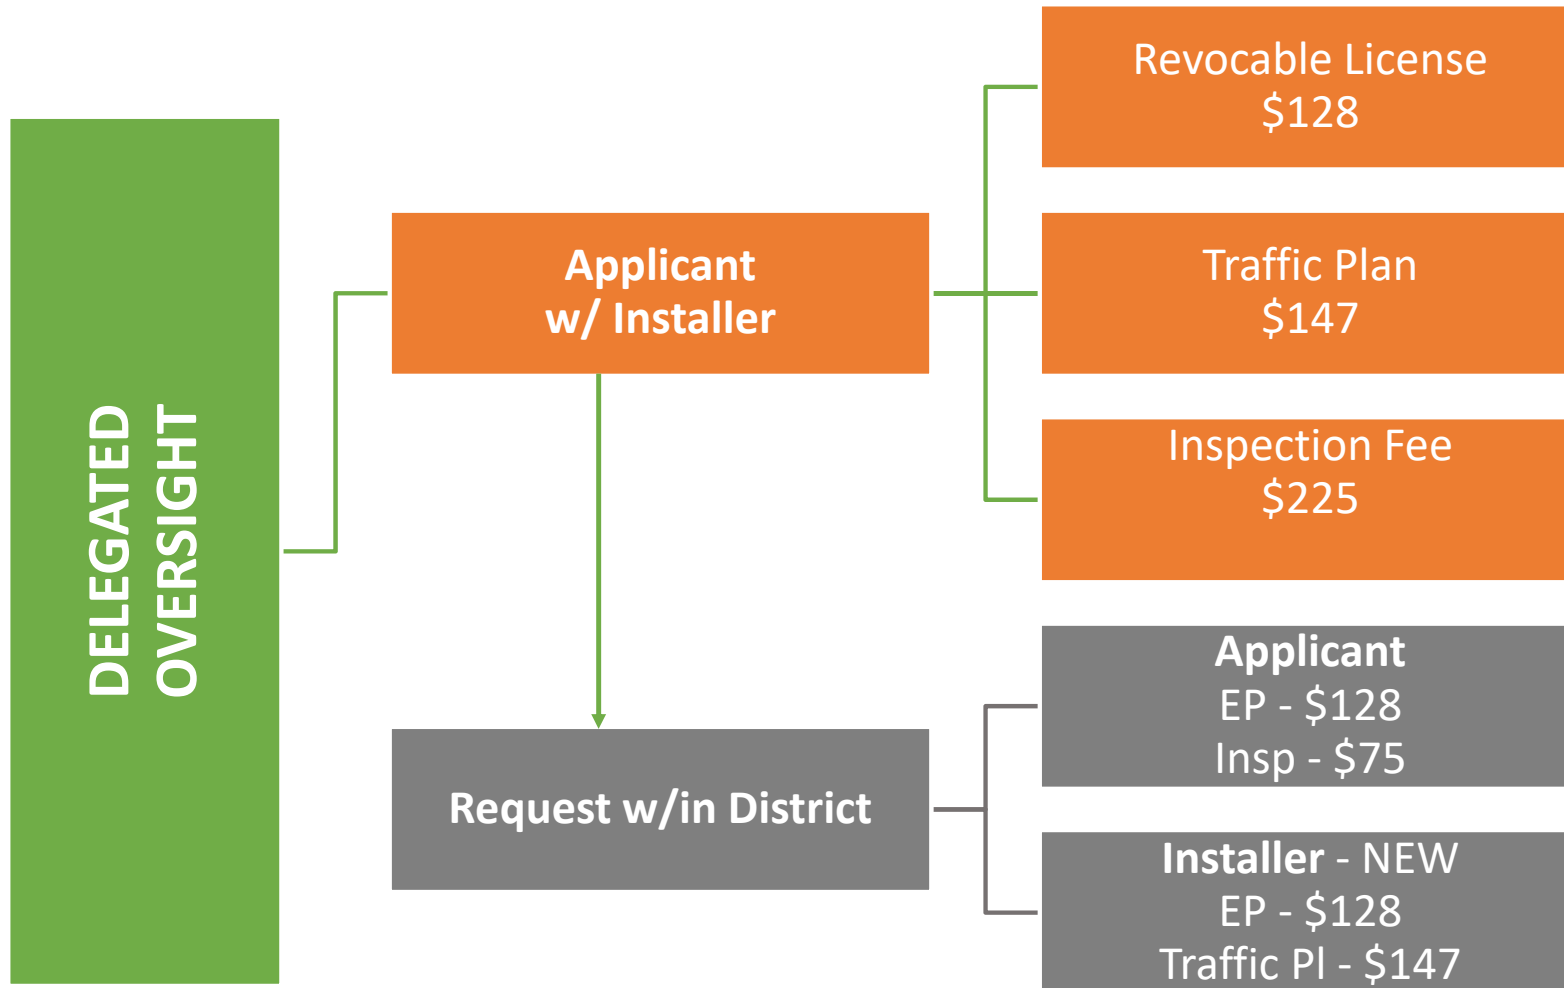 DELEGATED
OVERSIGHT
Applicant
w/ Installer
Revocable License
$128
Traffic Plan
$147
Inspection Fee
$225
Request w/in District
Applicant
EP - $128
Insp - $75
Installer - NEW
EP - $128
Traffic Pl - $147